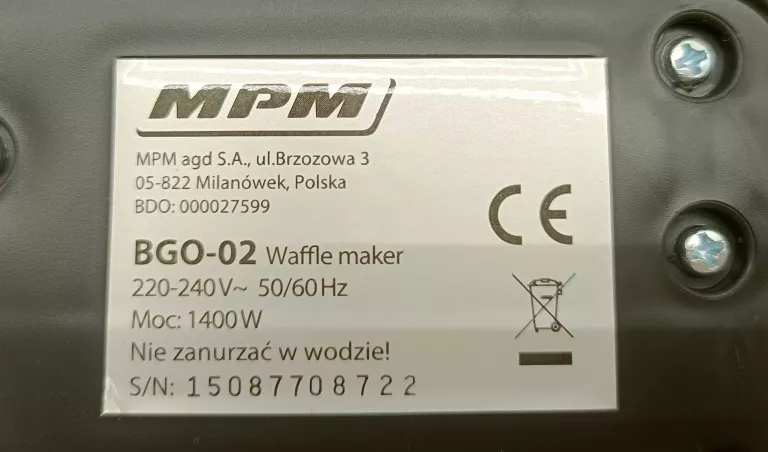 MPM
MPM agd S.A., ul.Brzozowa 3
05-822 Milanówek, Polska
BDO: 000027599
CE
BGO-02 Waffle maker
220-240V~ 50/60Hz
Moc: 1400W
Nie zanurzać w wodzie!
S/N: 15087708722